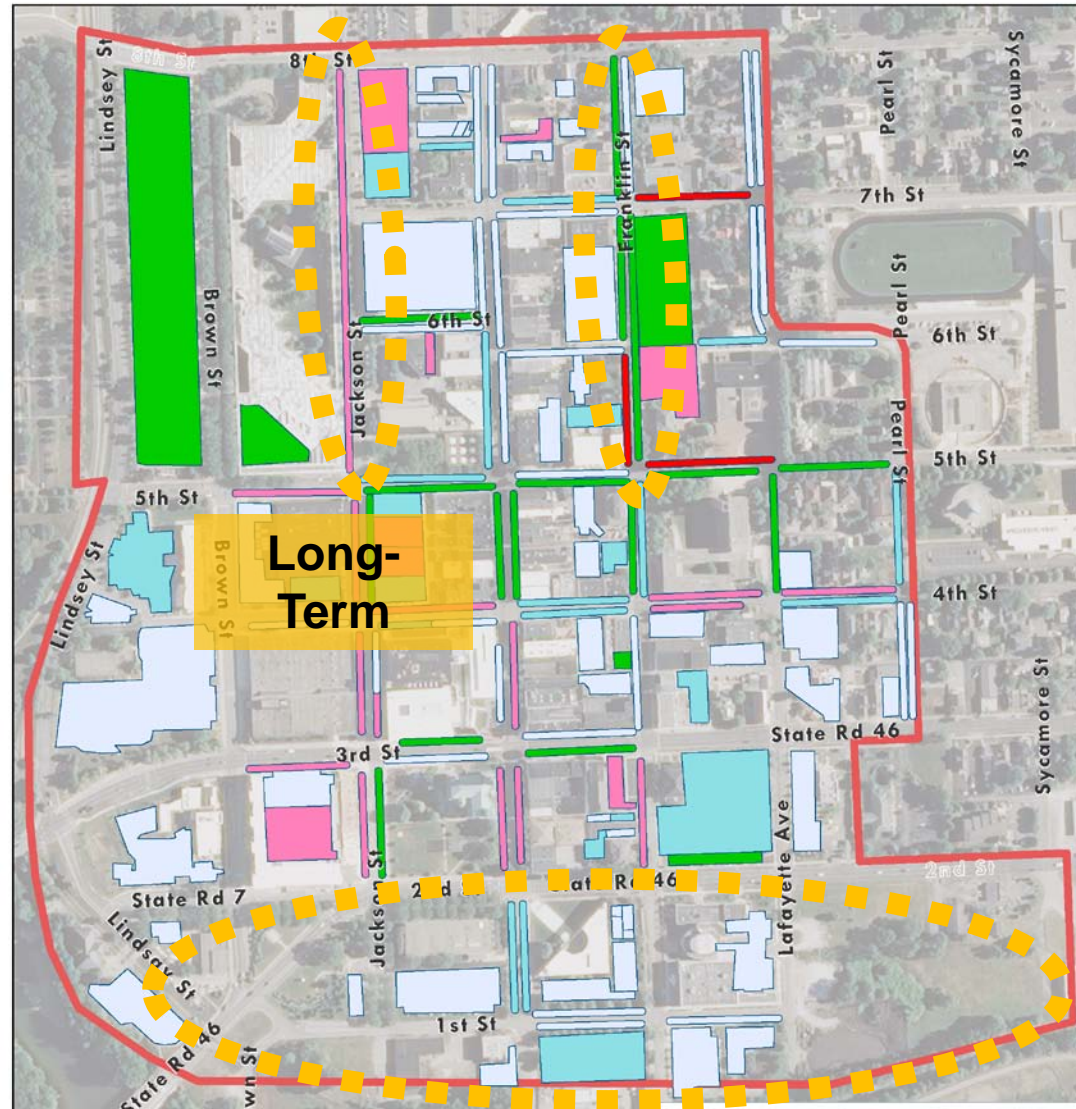 Lindsey St
8th St
8th St
Franklin St
Pearl St
Sycamore St
7th St
Brown St
Jackson St
6th St
Pearl St
6th St
Pearl St
5th St
5th St
Lindsey St
Brown St
Long-
Term
4th St
Sycamore St
State Rd 46
3rd St
Jackson St
Lafayette Ave
2nd St
State Rd 7
2nd
State Rd 46
Lindsay St
1st St
State Rd 46
wn St